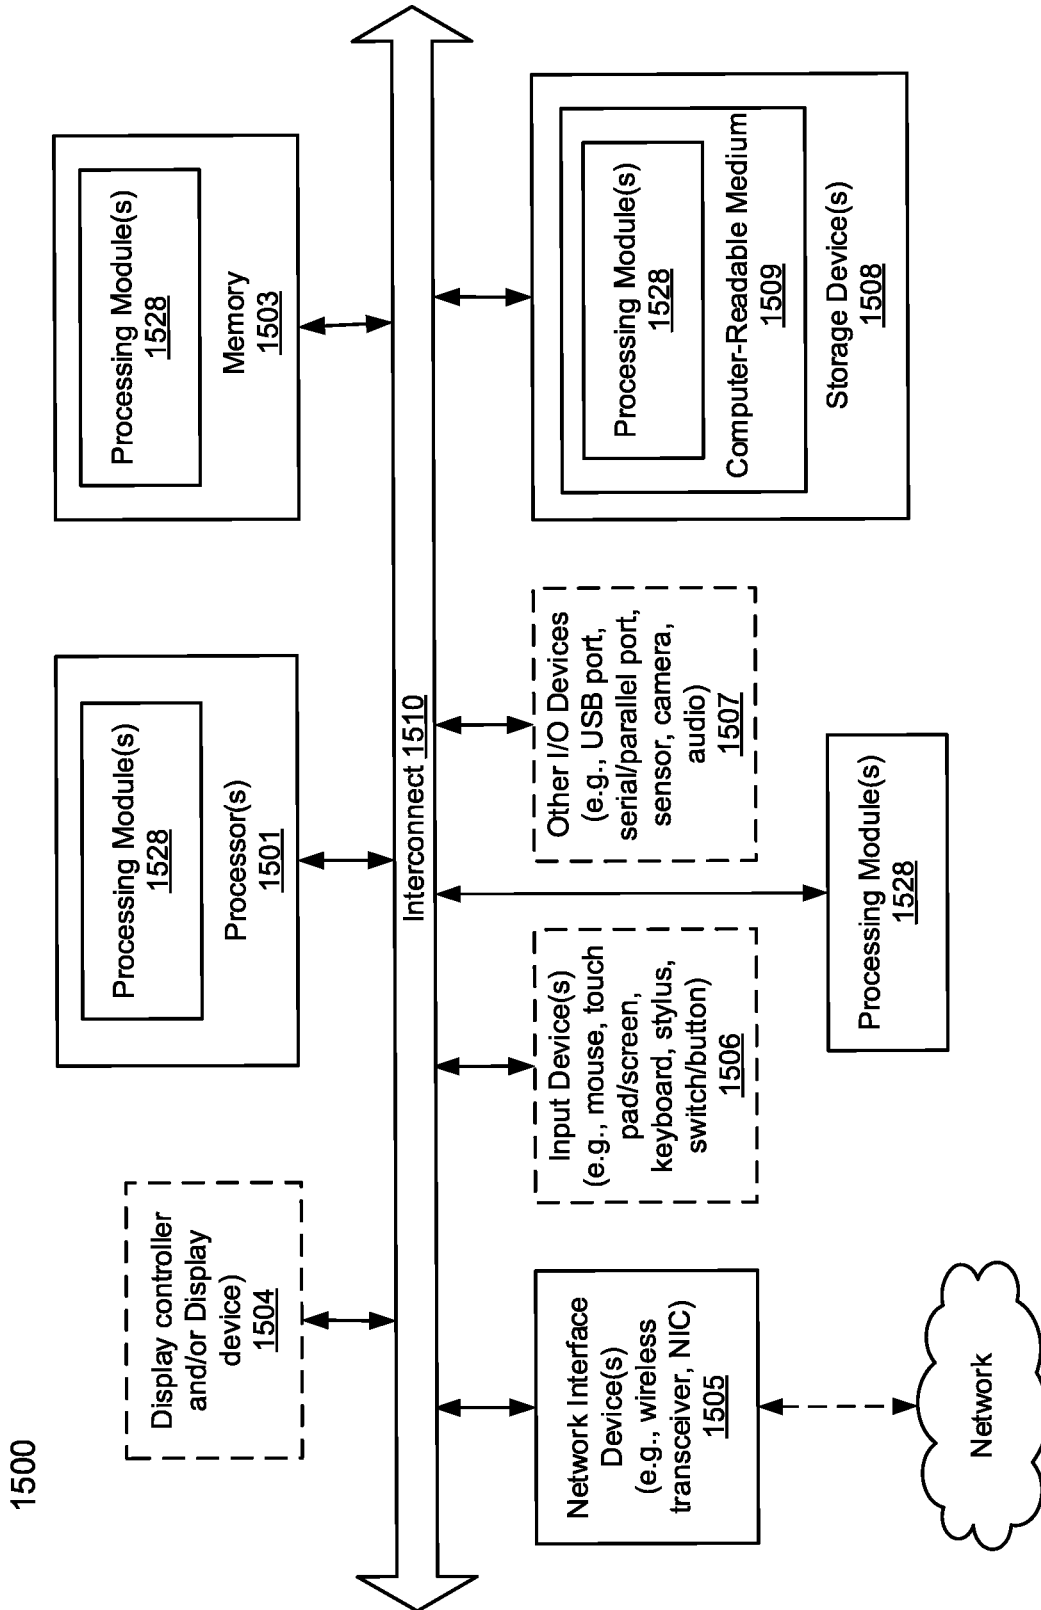 1500
Display controller
and/or Display
device)
1504
Processing Module(s)
1528
Processor(s)
1501
Processing Module(s)
1528
Memory
1503
Interconnect 1510
Network Interface
Device(s)
(e.g., wireless
transceiver, NIC)
1505
Input Device(s)
(e.g., mouse, touch
pad/screen,
keyboard, stylus,
switch/button)
1506
Other I/O Devices
(e.g., USB port,
serial/parallel port,
sensor, camera,
audio)
1507
Processing Module(s)
1528
Computer-Readable Medium
1509
Storage Device(s)
1508
Processing Module(s)
1528
Network